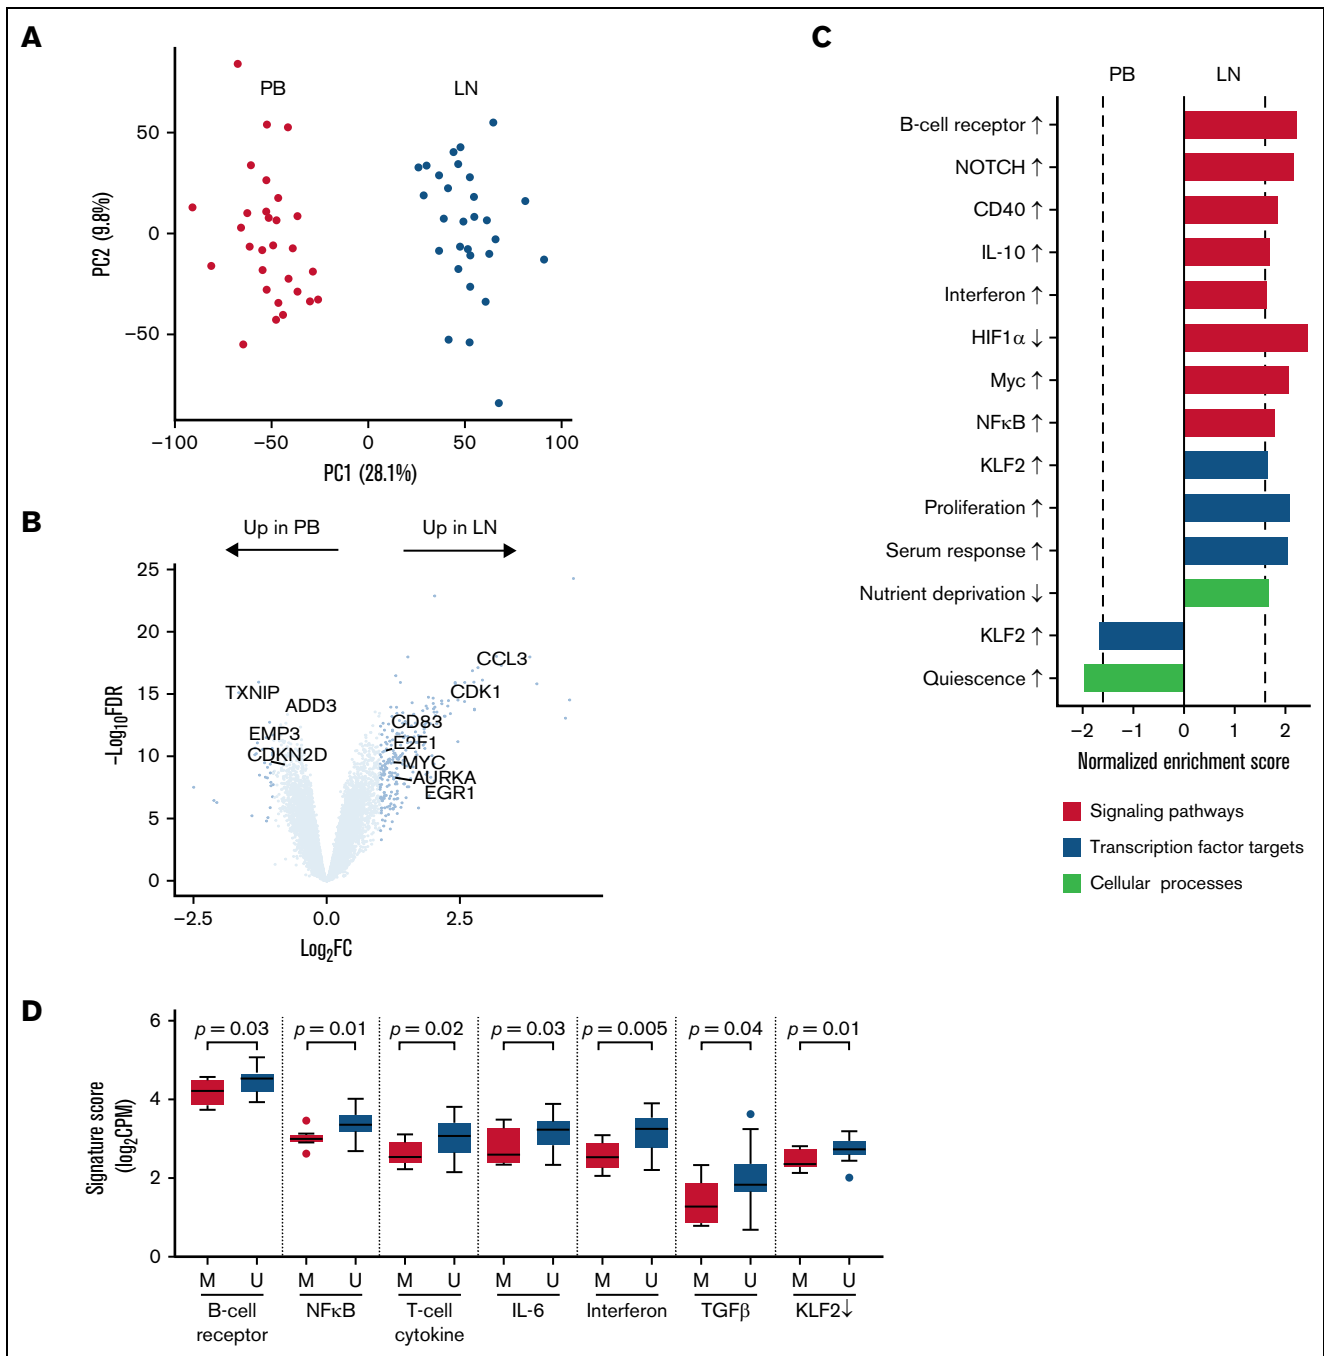 A
PB
LN
50
0
−50
PC2 (9.8%)
−100
−50
0
50
100
PC1 (28.1%)
B
Up in PB
Up in LN
25
20
15
10
5
0
-Log10FDR
TXNIP
ADD3
EMP3
CDKN2D
CCL3
CDK1
CD83
E2F1
MYC
AURKA
EGR1
−2.5
0.0
2.5
Log2FC
C
PB
LN
B-cell receptor ↑
NOTCH ↑
CD40 ↑
IL-10 ↑
Interferon ↑
HIF1α ↓
Myc ↑
NFκB ↑
KLF2 ↑
Proliferation ↑
Serum response ↑
Nutrient deprivation ↓
KLF2 ↑
Quiescence ↑
−2
−1
0
1
2
Normalized enrichment score
Signaling pathways
Transcription factor targets
Cellular processes
D
6
4
2
0
Signature score
(log2CPM)
p = 0.03
p = 0.01
p = 0.02
p = 0.03
p = 0.005
p = 0.04
p = 0.01
M U
M U
M U
M U
M U
M U
M U
B-cell
receptor
NFκB
T-cell
cytokine
IL-6
Interferon
TGFβ
KLF2↓